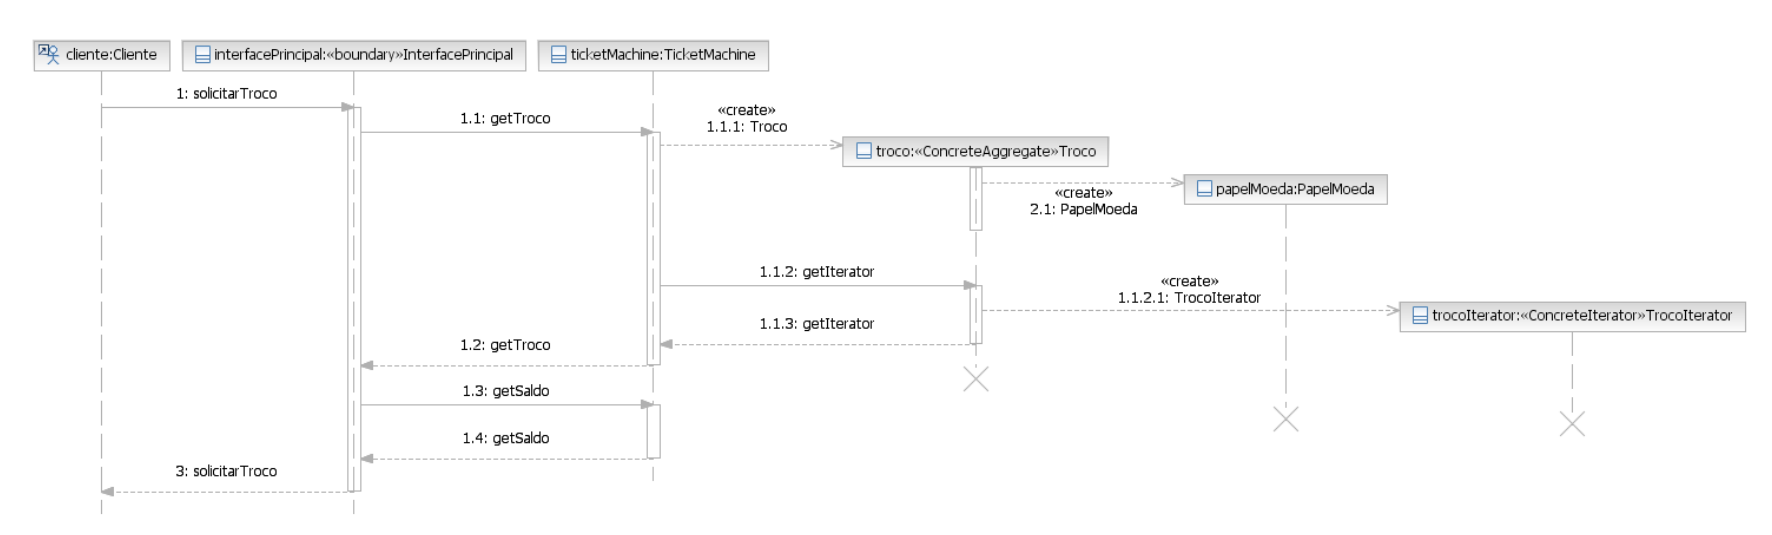 cliente:Cliente
interfacePrincipal:«boundary»InterfacePrincipal
ticketMachine:TicketMachine
1: solicitarTroco
1.1: getTroco
«create»
1.1.1: Troco
troco:«ConcreteAggregate»Troco
«create»
2.1: PapelMoeda
papelMoeda:PapelMoeda
1.1.2: getIterator
«create»
1.1.2.1: TrocoIterator
trocoIterator:«ConcreteIterator»TrocoIterator
1.1.3: getIterator
1.2: getTroco
1.3: getSaldo
1.4: getSaldo
3: solicitarTroco